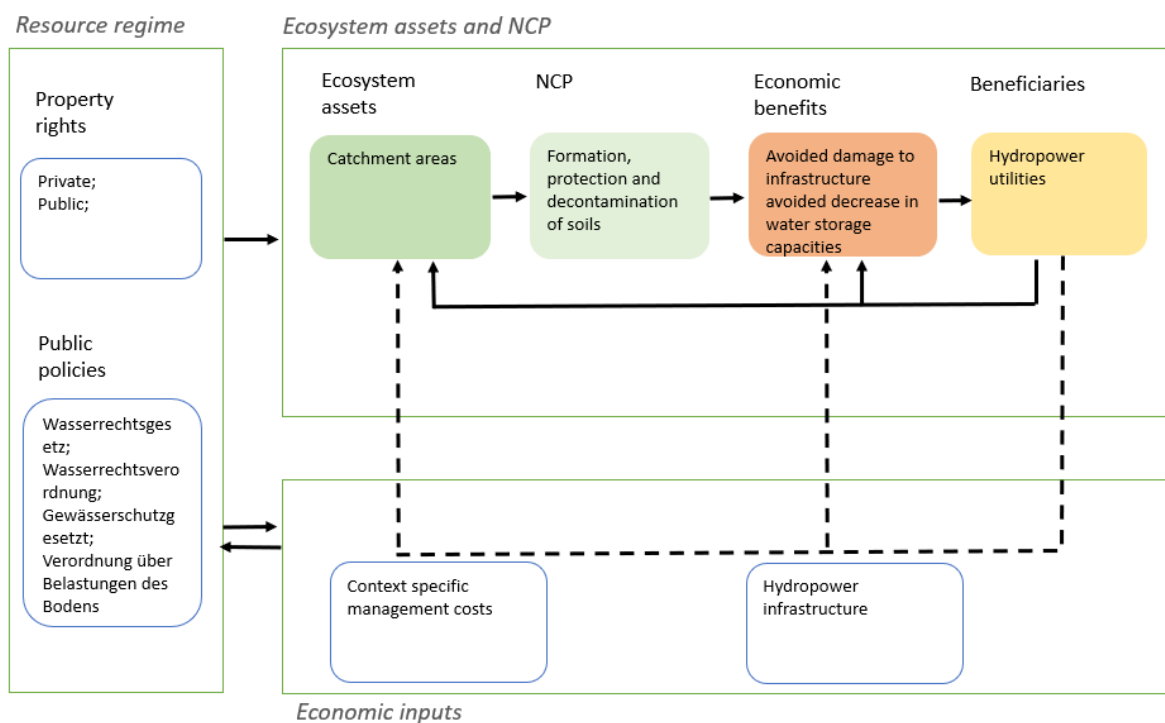 Resource regime
Property
rights
Private;
Public;
Public
policies
Wasserrechtsges
etz;
Wasserrechtsvero
rdnung;
Gewässerschutzg
esetzt;
Verordnung über
Belastungen des
Bodens
Ecosystem assets and NCP
Ecosystem
assets
Catchment areas
NCP
Formation,
protection and
decontamination
of soils
Economic
benefits
Avoided damage to
infrastructure
avoided decrease in
water storage
capacities
Beneficiaries
Hydropower
utilities
Context specific
management costs
Hydropower
infrastructure
Economic inputs